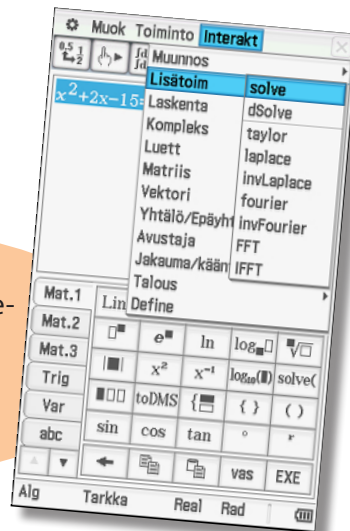 Muok Toiminto Interakt
Muunnos
Lisätoim
Laskenta
Kompleks
Luett
Matriis
Vektori
Yhtälö/Epäyht
Avustaja
Jakauma/kään
Talous
Define
solve
dSolve
taylor
laplace
invLaplace
fourier
invFourier
FFT
IFFT
x²+2x-15=
e-
Mat.1 Lin
Mat.2 e■ ln log■□ √□
Mat.3 |■| x² x⁻¹ log₁₀(■) solve(
Trig toDMS { } ( )
Var sin cos tan ° r
abc
vas EXE
Alg Tarkka Real Rad